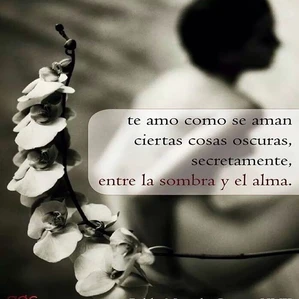 te amo como se aman
ciertas cosas oscuras,
secretamente,
entre la sombra y el alma.